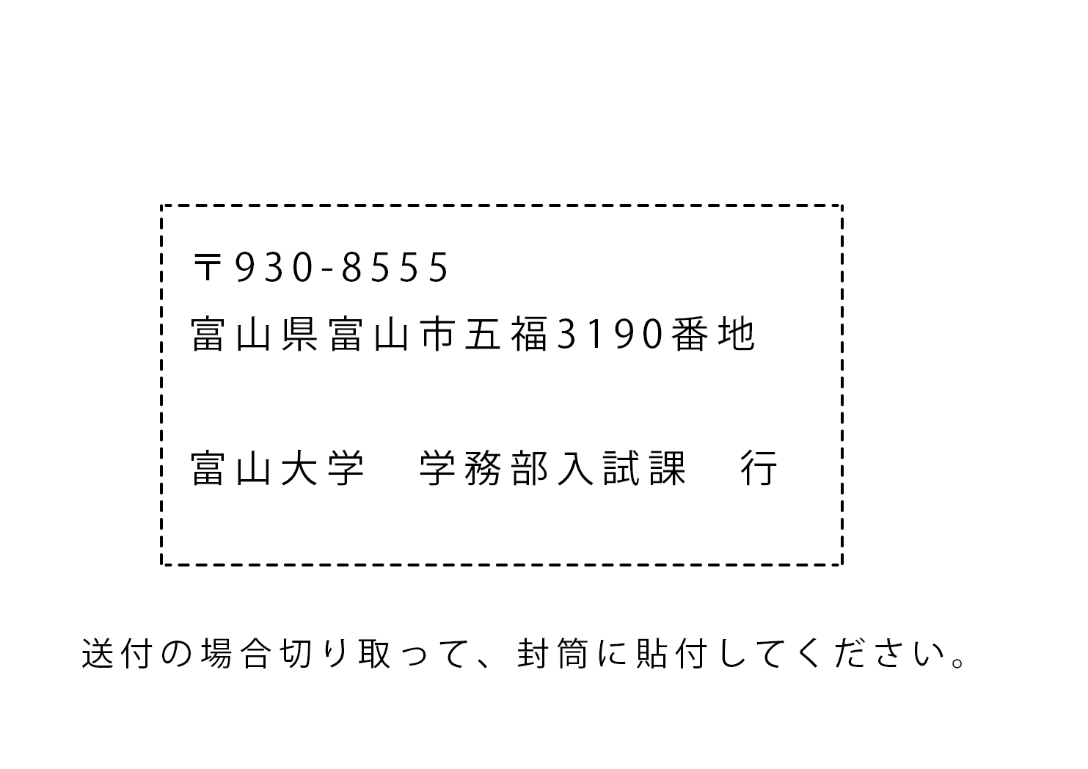 〒930-8555
富山県富山市五福3190番地
富山大学　学務部入試課　行
送付の場合切り取って、封筒に貼付してください。